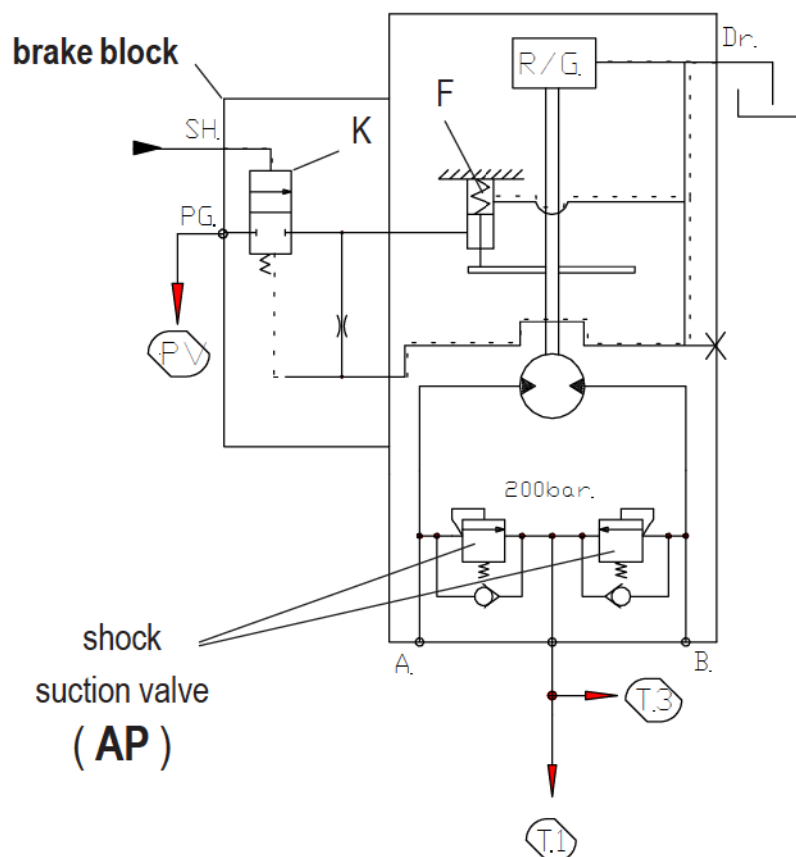 Dr.
R/G.
brake block
F
SH.
K
PG.
PV
200bar.
shock
suction valve
( AP )
A.
B.
T.3
T.1